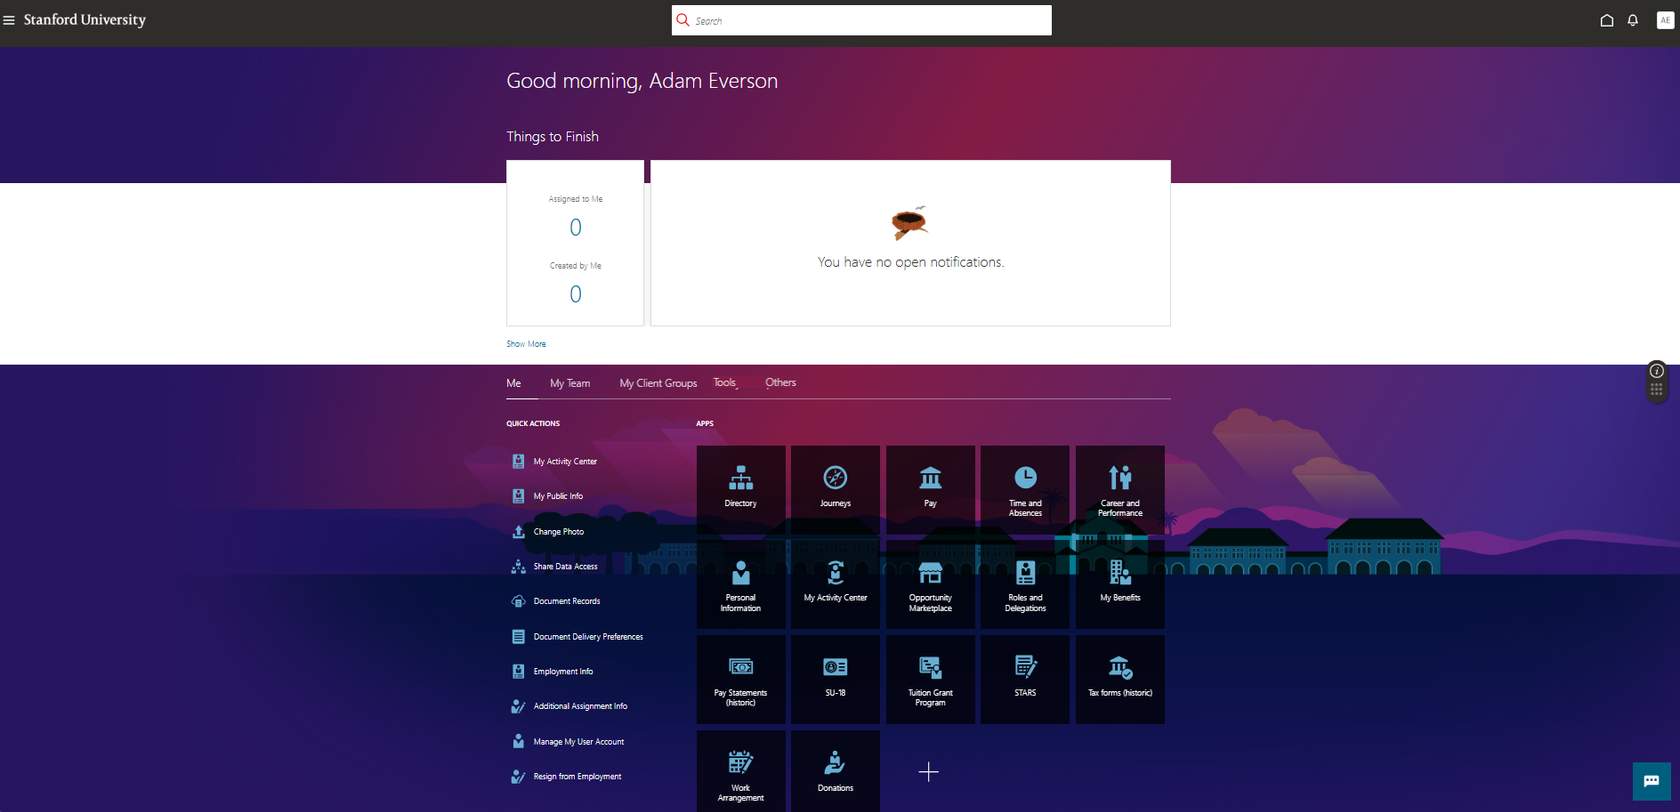 Stanford University
Search
AE
Good morning, Adam Everson
Things to Finish
Assigned to Me
0
Created by Me
0
You have no open notifications.
Show More
Me
My Team
My Client Groups
Tools
Others
QUICK ACTIONS
My Activity Center
My Public Info
Change Photo
Share Data Access
Document Records
Document Delivery Preferences
Employment Info
Additional Assignment Info
Manage My User Account
Resign from Employment
APPS
Directory
Journeys
Pay
Time and
Absences
Career and
Performance
Personal
Information
My Activity Center
Opportunity
Marketplace
Roles and
Delegations
My Benefits
Pay Statements
(historic)
SU-18
Tuition Grant
Program
STARS
Tax forms (historic)
Work
Arrangement
Donations